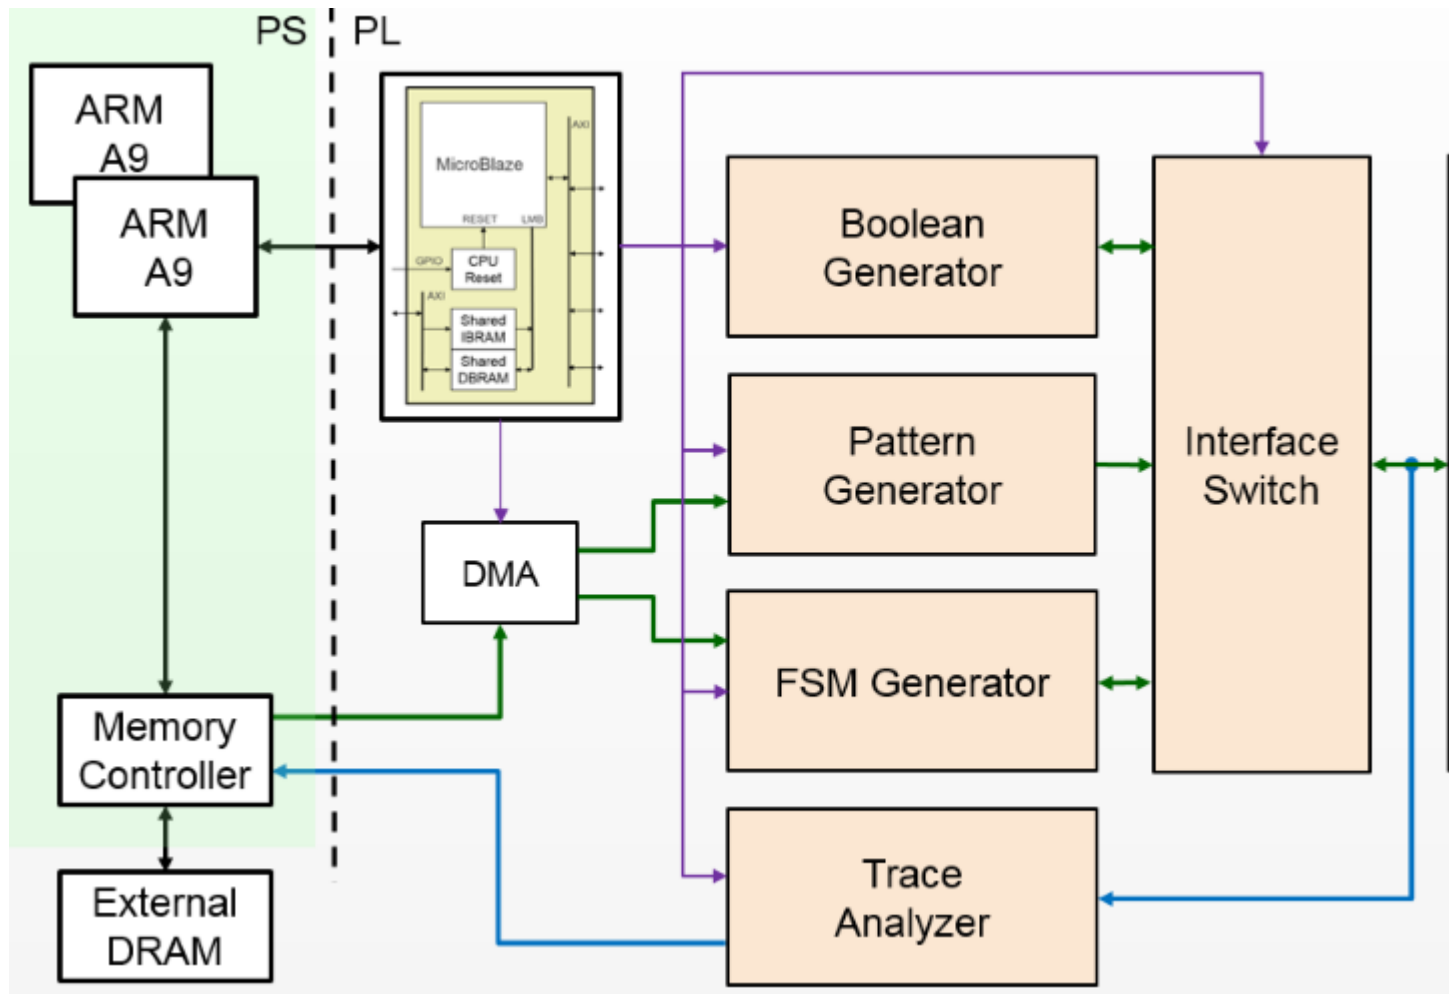 PS
PL
ARM
A9
ARM
A9
MicroBlaze
AXI
RESET
LMB
GPIO
CPU
Reset
AXI
Shared
IBRAM
Shared
DBRAM
Boolean
Generator
Pattern
Generator
Interface
Switch
DMA
FSM Generator
Memory
Controller
Trace
Analyzer
External
DRAM